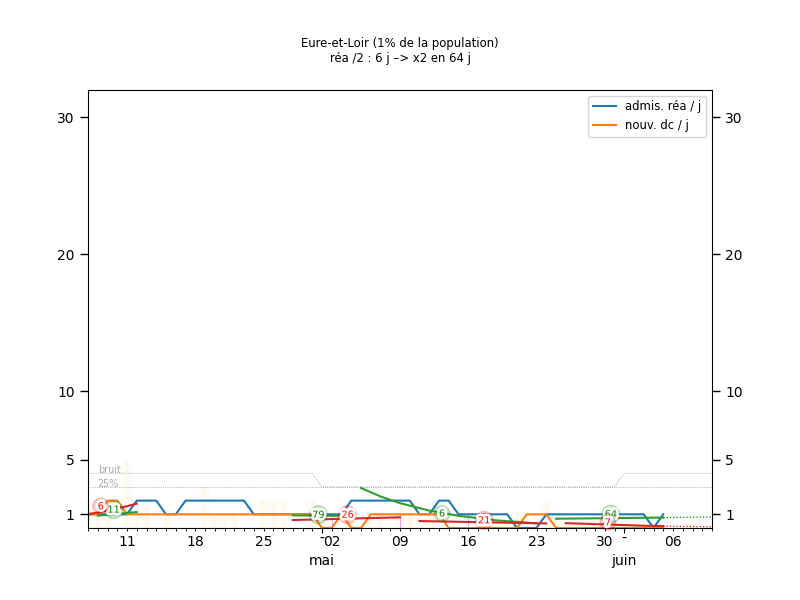 Eure-et-Loir (1% de la population)
réa /2 : 6 j –> x2 en 64 j
admis. réa / j
nouv. dc / j
30 30
20 20
10 10
5 5
1 1
bruit
25%
6 11 79 26 6 21 64 7
11 18 25 02 09 16 23 30 06
mai juin